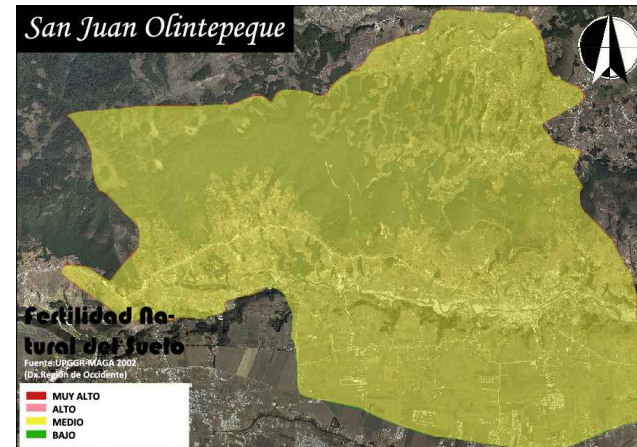 San Juan Olintepeque
Fertilidad Na-
tural del Suelo
Fuente:UPGGR-MAGA 2002
(Dx.Región de Occidente)
MUY ALTO
ALTO
MEDIO
BAJO